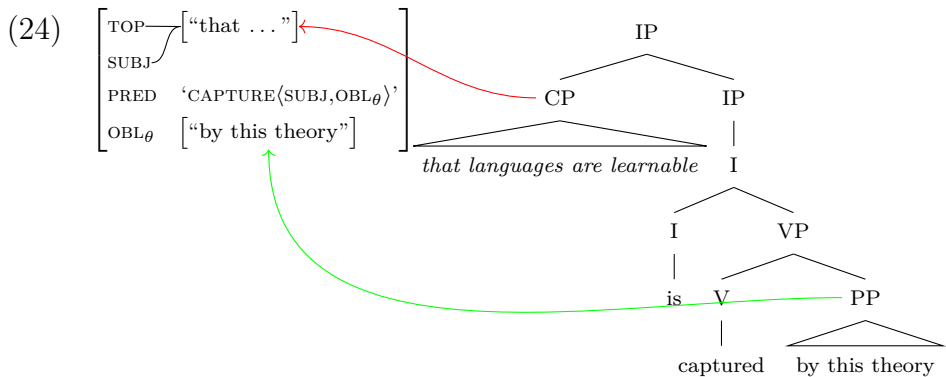 (24)
TOP [“that …”]
SUBJ
PRED ‘CAPTURE⟨SUBJ,OBLθ⟩’
OBLθ [“by this theory”]
IP
CP IP
that languages are learnable I
I VP
is V PP
captured by this theory